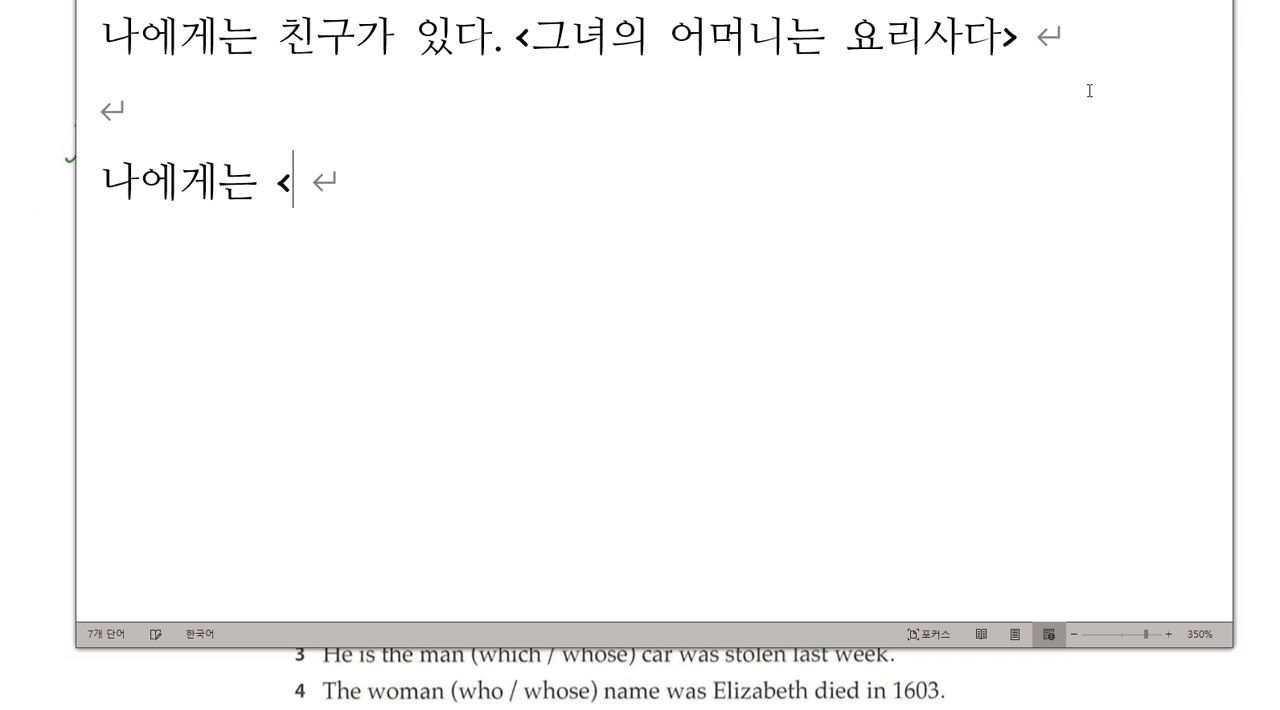 나에게는 친구가 있다. <그녀의 어머니는 요리사다>
나에게는 <
7개 단어 한국어 포커스 350%
3 He is the man (which / whose) car was stolen last week.
4 The woman (who / whose) name was Elizabeth died in 1603.